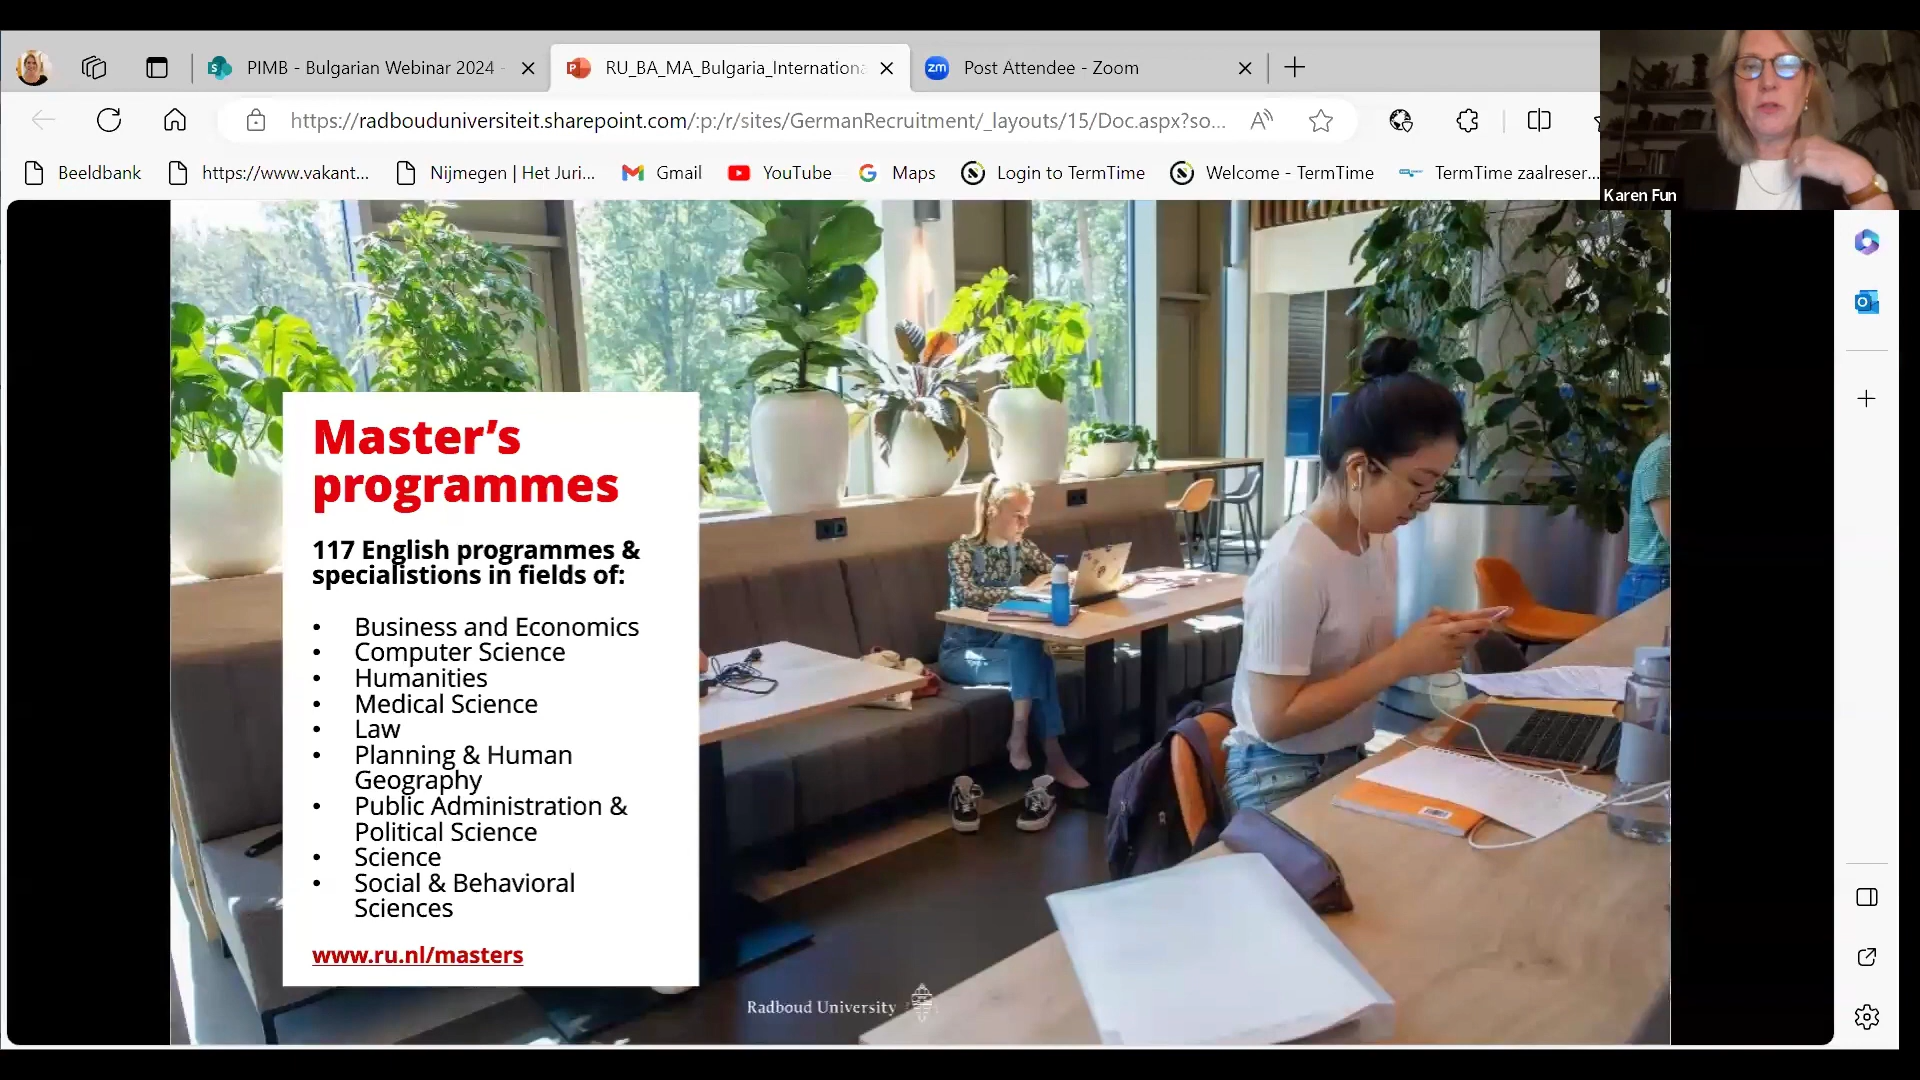 PIMB - Bulgarian Webinar 2024 -
RU_BA_MA_Bulgaria_Internationa
zm
Post Attendee - Zoom
https://radbouduniversiteit.sharepoint.com/:p:/r/sites/GermanRecruitment/_layouts/15/Doc.aspx?so...
Beeldbank
https://www.vakant...
Nijmegen | Het Juri...
Gmail
YouTube
Maps
Login to TermTime
Welcome - TermTime
TermTime zaalreser...
Karen Fun
Master’s
programmes
117 English programmes &
specialistions in fields of:
• Business and Economics
• Computer Science
• Humanities
• Medical Science
• Law
• Planning & Human
Geography
• Public Administration &
Political Science
• Science
• Social & Behavioral
Sciences
www.ru.nl/masters
Radboud University